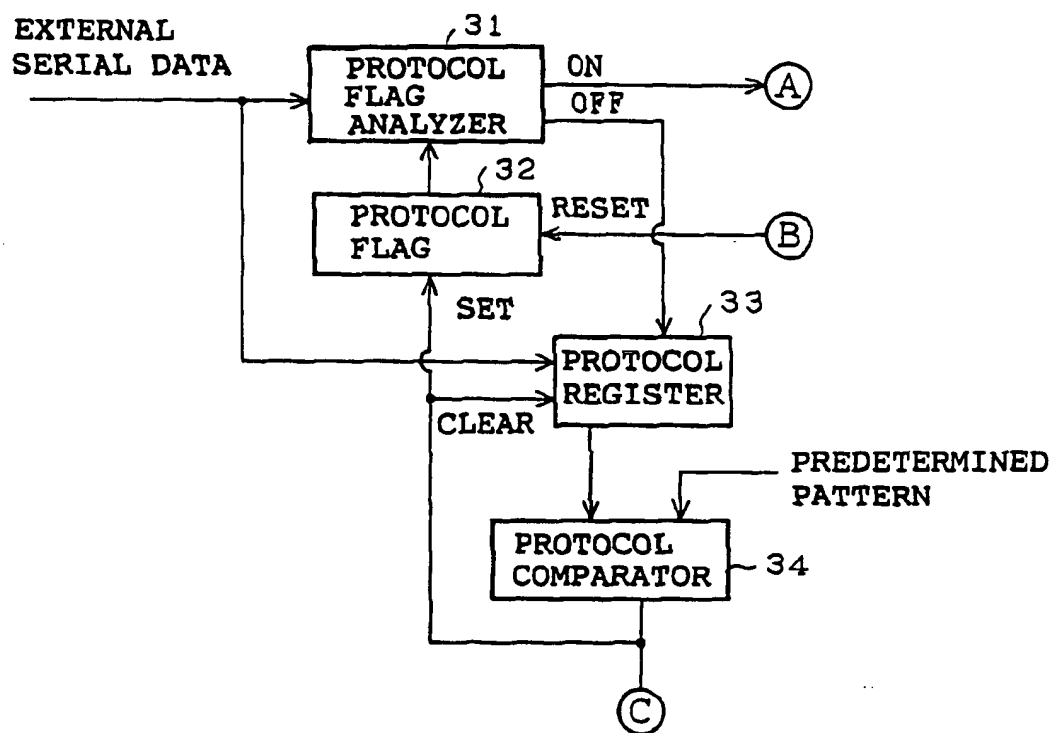 31
EXTERNAL
SERIAL DATA
PROTOCOL
FLAG
ANALYZER
ON
OFF
A
32
PROTOCOL
FLAG
RESET
B
SET
33
PROTOCOL
REGISTER
CLEAR
PREDETERMINED
PATTERN
PROTOCOL
COMPARATOR
34
C